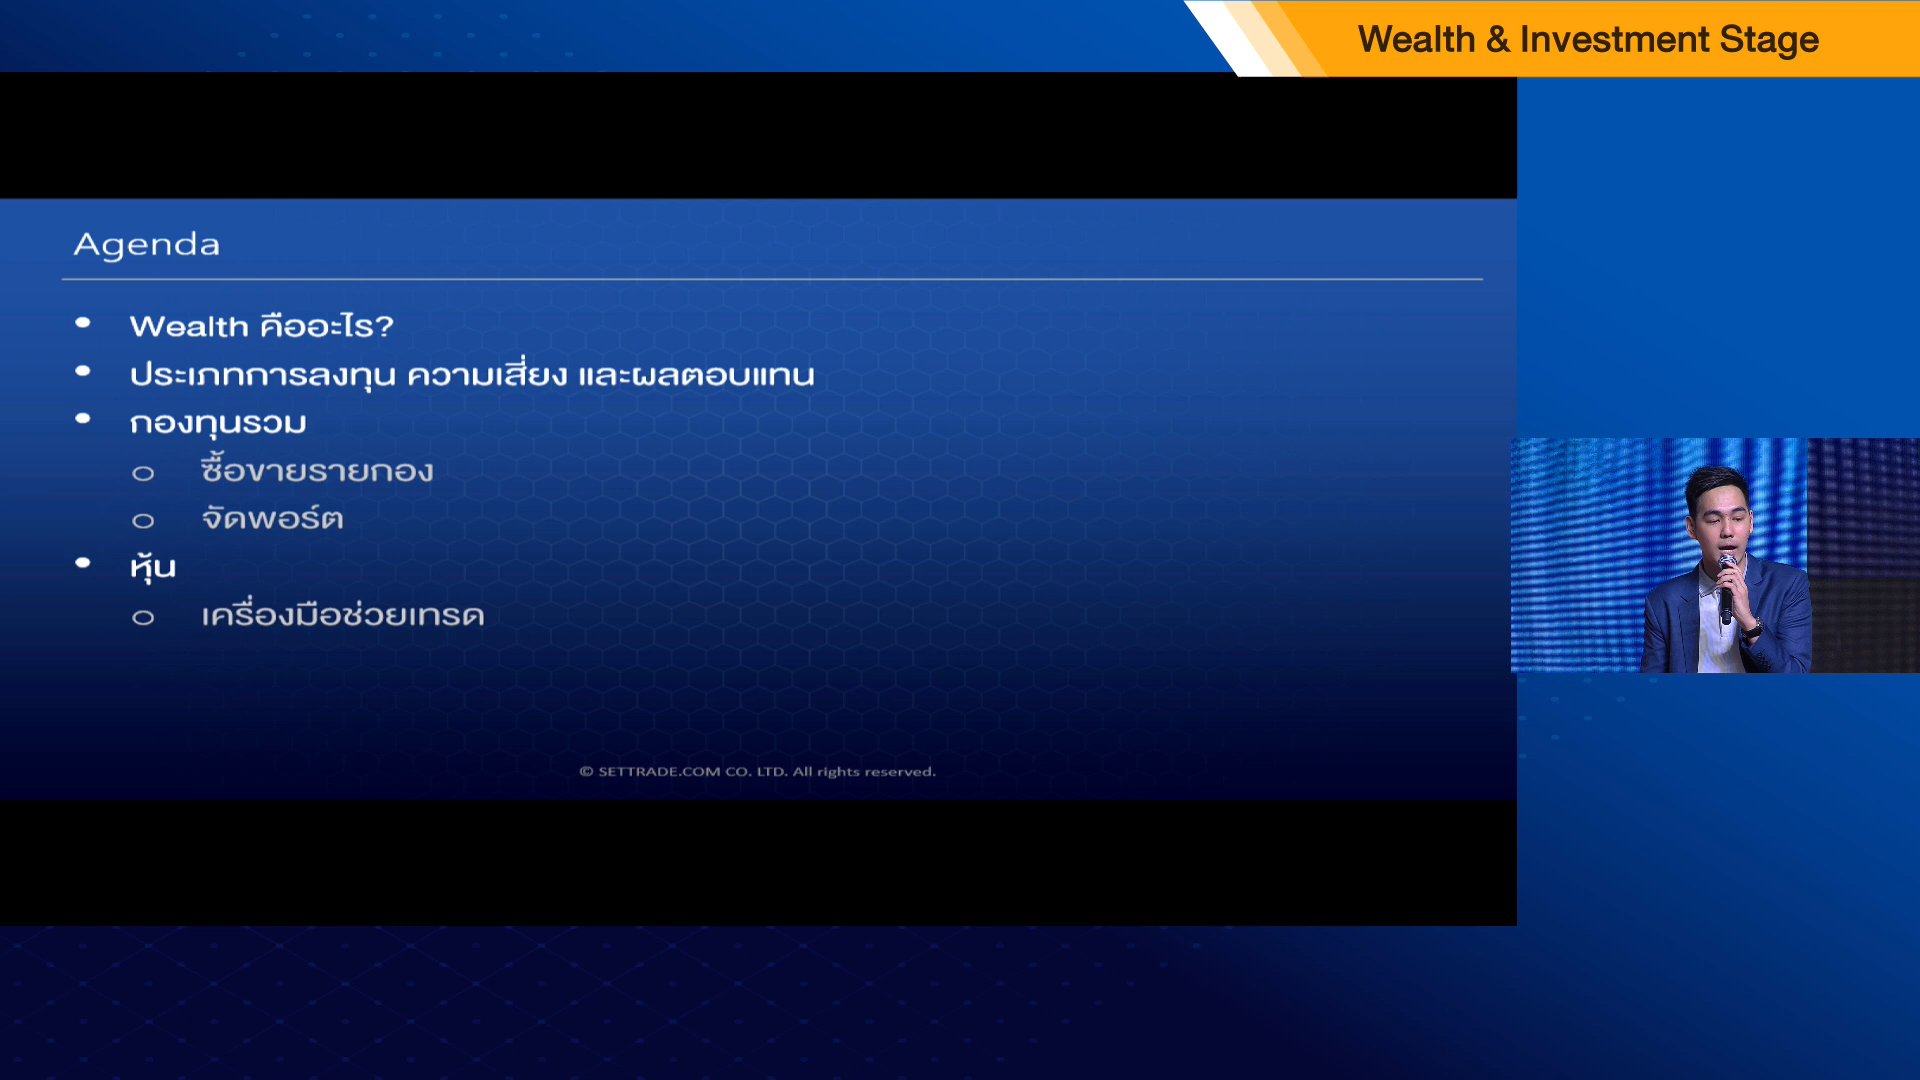 Wealth & Investment Stage
Agenda
• Wealth คืออะไร?
• ประเภทการลงทุน ความเสี่ยง และผลตอบแทน
• กองทุนรวม
o ซื้อขายรายกอง
o จัดพอร์ต
• หุ้น
o เครื่องมือช่วยเทรด
© SETTRADE.COM CO. LTD. All rights reserved.